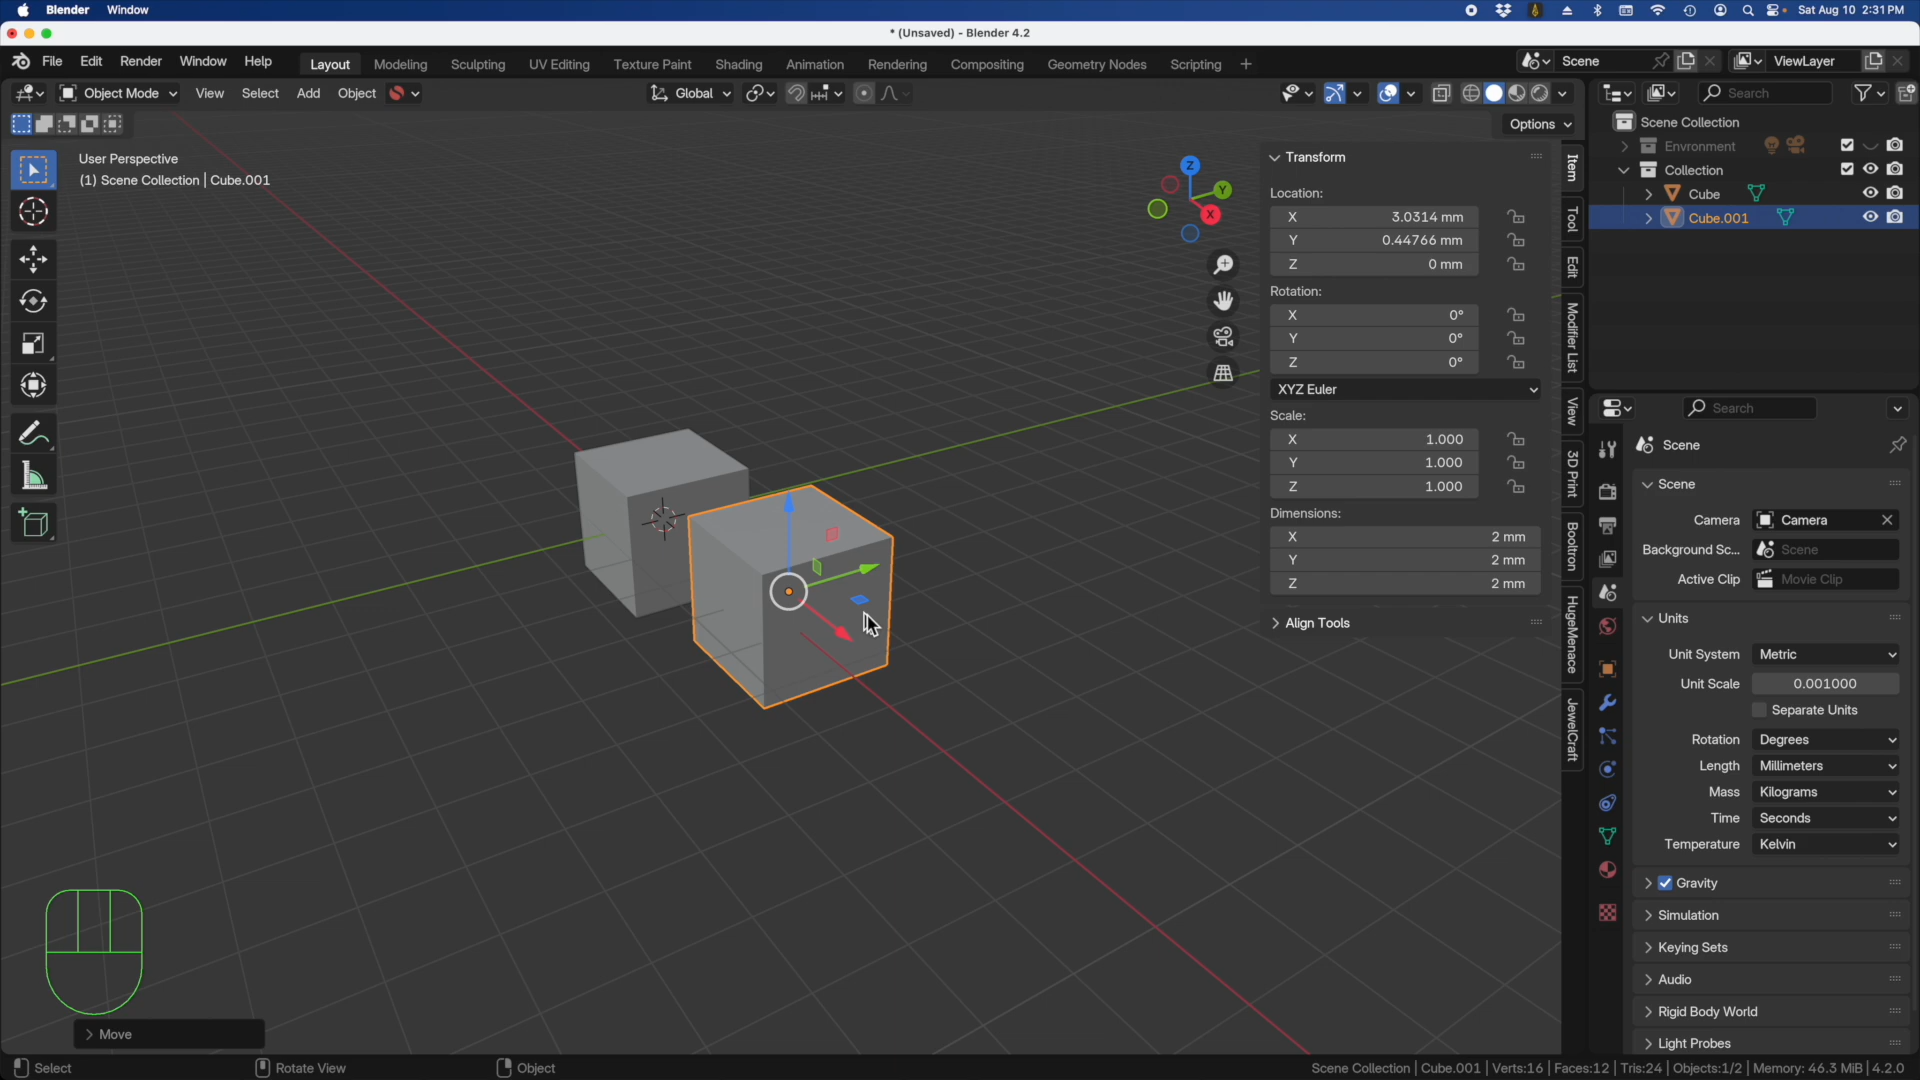 Blender Window Sat Aug 10 2:31 PM
* (Unsaved) - Blender 4.2
File Edit Render Window Help Layout Modeling Sculpting UV Editing Texture Paint Shading Animation Rendering Compositing Geometry Nodes Scripting + Scene ViewLayer
Object Mode View Select Add Object Global Search
Options
User Perspective
(1) Scene Collection | Cube.001
Z
Y
X
Transform
Location:
X 3.0314 mm
Y 0.44766 mm
Z 0 mm
Rotation:
X 0°
Y 0°
Z 0°
XYZ Euler
Scale:
X 1.000
Y 1.000
Z 1.000
Dimensions:
X 2 mm
Y 2 mm
Z 2 mm
Align Tools
Item
Tool
Edit
Modifier List
View
3D Print
Booltron
HugeMenace
JewelCraft
Scene Collection
Environment
Collection
Cube
Cube.001
Search
Scene
Scene
Camera Camera
Background Sc... Scene
Active Clip Movie Clip
Units
Unit System Metric
Unit Scale 0.001000
Separate Units
Rotation Degrees
Length Millimeters
Mass Kilograms
Time Seconds
Temperature Kelvin
Gravity
Simulation
Keying Sets
Audio
Rigid Body World
Light Probes
Move
Select Rotate View Object Scene Collection | Cube.001 | Verts:16 | Faces:12 | Tris:24 | Objects:1/2 | Memory: 46.3 MiB | 4.2.0